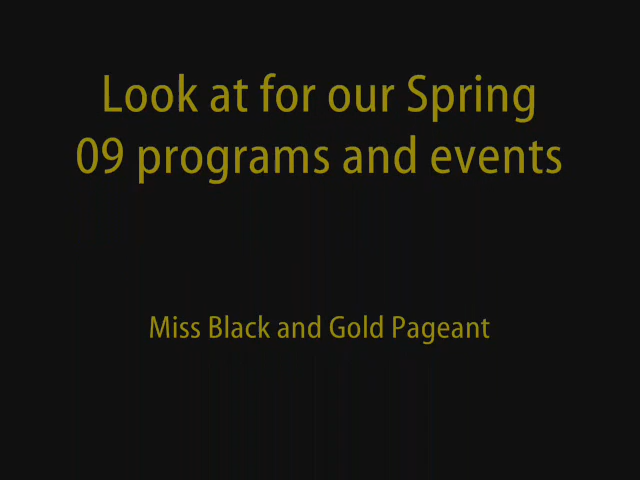 Look at for our Spring
09 programs and events
Miss Black and Gold Pageant